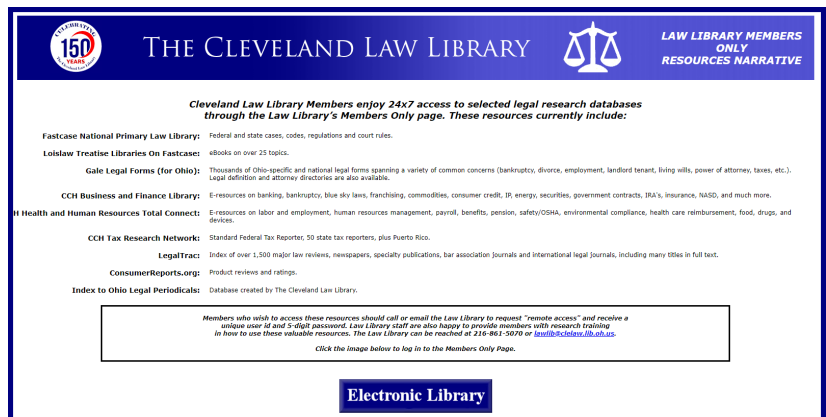 CELEBRATING
150
YEARS
The Cleveland Law Library
THE CLEVELAND LAW LIBRARY
LAW LIBRARY MEMBERS
ONLY
RESOURCES NARRATIVE
Cleveland Law Library Members enjoy 24x7 access to selected legal research databases
through the Law Library's Members Only page. These resources currently include:
Fastcase National Primary Law Library: Federal and state cases, codes, regulations and court rules.
Loislaw Treatise Libraries On Fastcase: eBooks on over 25 topics.
Gale Legal Forms (for Ohio): Thousands of Ohio-specific and national legal forms spanning a variety of common concerns (bankruptcy, divorce, employment, landlord tenant, living wills, power of attorney, taxes, etc.).
Legal definition and attorney directories are also available.
CCH Business and Finance Library: E-resources on banking, bankruptcy, blue sky laws, franchising, commodities, consumer credit, IP, energy, securities, government contracts, IRA's, insurance, NASD, and much more.
H Health and Human Resources Total Connect: E-resources on labor and employment, human resources management, payroll, benefits, pension, safety/OSHA, environmental compliance, health care reimbursement, food, drugs, and
devices.
CCH Tax Research Network: Standard Federal Tax Reporter, 50 state tax reporters, plus Puerto Rico.
LegalTrac: Index of over 1,500 major law reviews, newspapers, specialty publications, bar association journals and international legal journals, including many titles in full text.
ConsumerReports.org: Product reviews and ratings.
Index to Ohio Legal Periodicals: Database created by The Cleveland Law Library.
Members who wish to access these resources should call or email the Law Library to request "remote access" and receive a
unique user id and 5-digit password. Law Library staff are also happy to provide members with research training
in how to use these valuable resources. The Law Library can be reached at 216-861-5070 or lawlib@clelaw.lib.oh.us.
Click the image below to log in to the Members Only Page.
Electronic Library